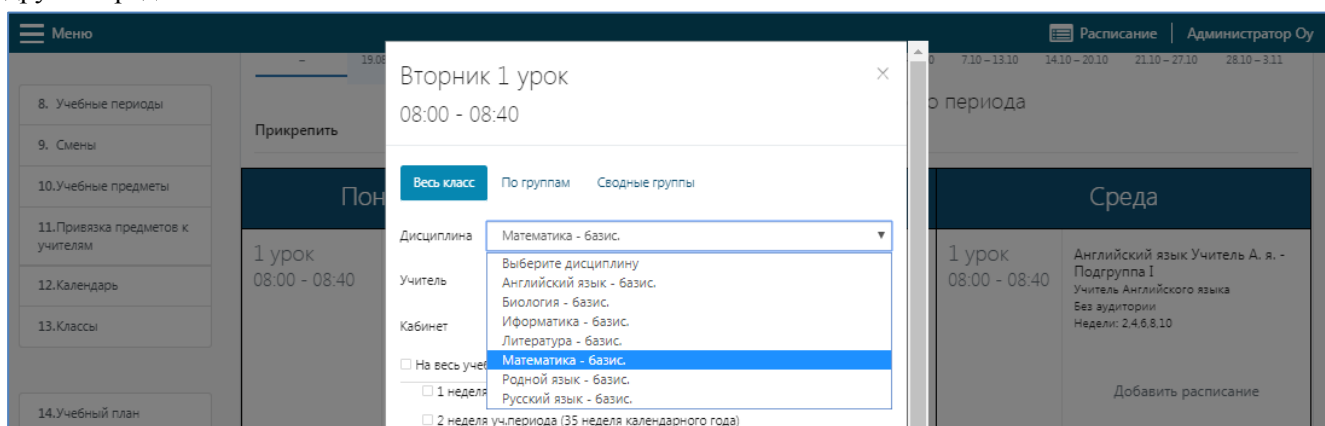 Меню
Расписание
Администратор Оу
–
19.09
7.10 – 13.10
14.10 – 20.10
21.10 – 27.10
28.10 – 3.11
8. Учебные периоды
9. Смены
10.Учебные предметы
11.Привязка предметов к
учителям
12.Календарь
13.Классы
14.Учебный план
Прикрепить
о периода
Пон
1 урок
08:00 - 08:40
Вторник 1 урок
×
08:00 - 08:40
Весь класс
По группам
Сводные группы
Дисциплина
Математика - базис.
Учитель
Кабинет
Выберите дисциплину
Английский язык - базис.
Биология - базис.
Иформатика - базис.
Литература - базис.
Математика - базис.
Родной язык - базис.
Русский язык - базис.
На весь учеб
1 неделя
2 неделя уч.периода (35 неделя календарного года)
Среда
1 урок
08:00 - 08:40
Английский язык Учитель А. я. -
Подгруппа I
Учитель Английского языка
Без аудитории
Недели: 2,4,6,8,10
Добавить расписание